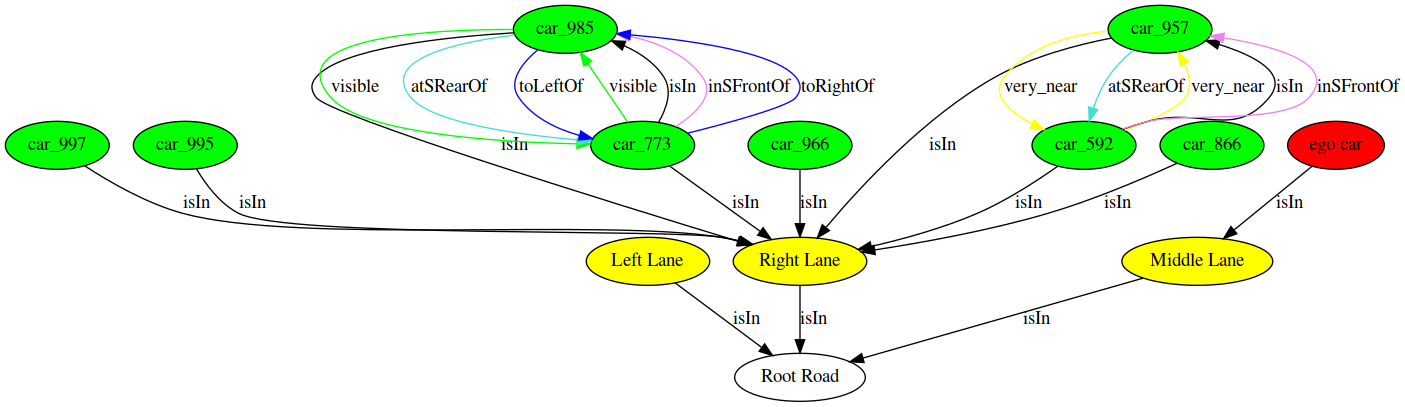 car_985
car_957
visible
atSRearOf
toLeftOf
visible
isIn
inSFrontOf
toRightOf
very_near
atSRearOf
very_near
isIn
inSFrontOf
car_997
car_995
isIn
car_773
car_966
isIn
car_592
car_866
ego car
isIn
isIn
isIn
isIn
isIn
isIn
isIn
Left Lane
Right Lane
Middle Lane
isIn
isIn
isIn
Root Road